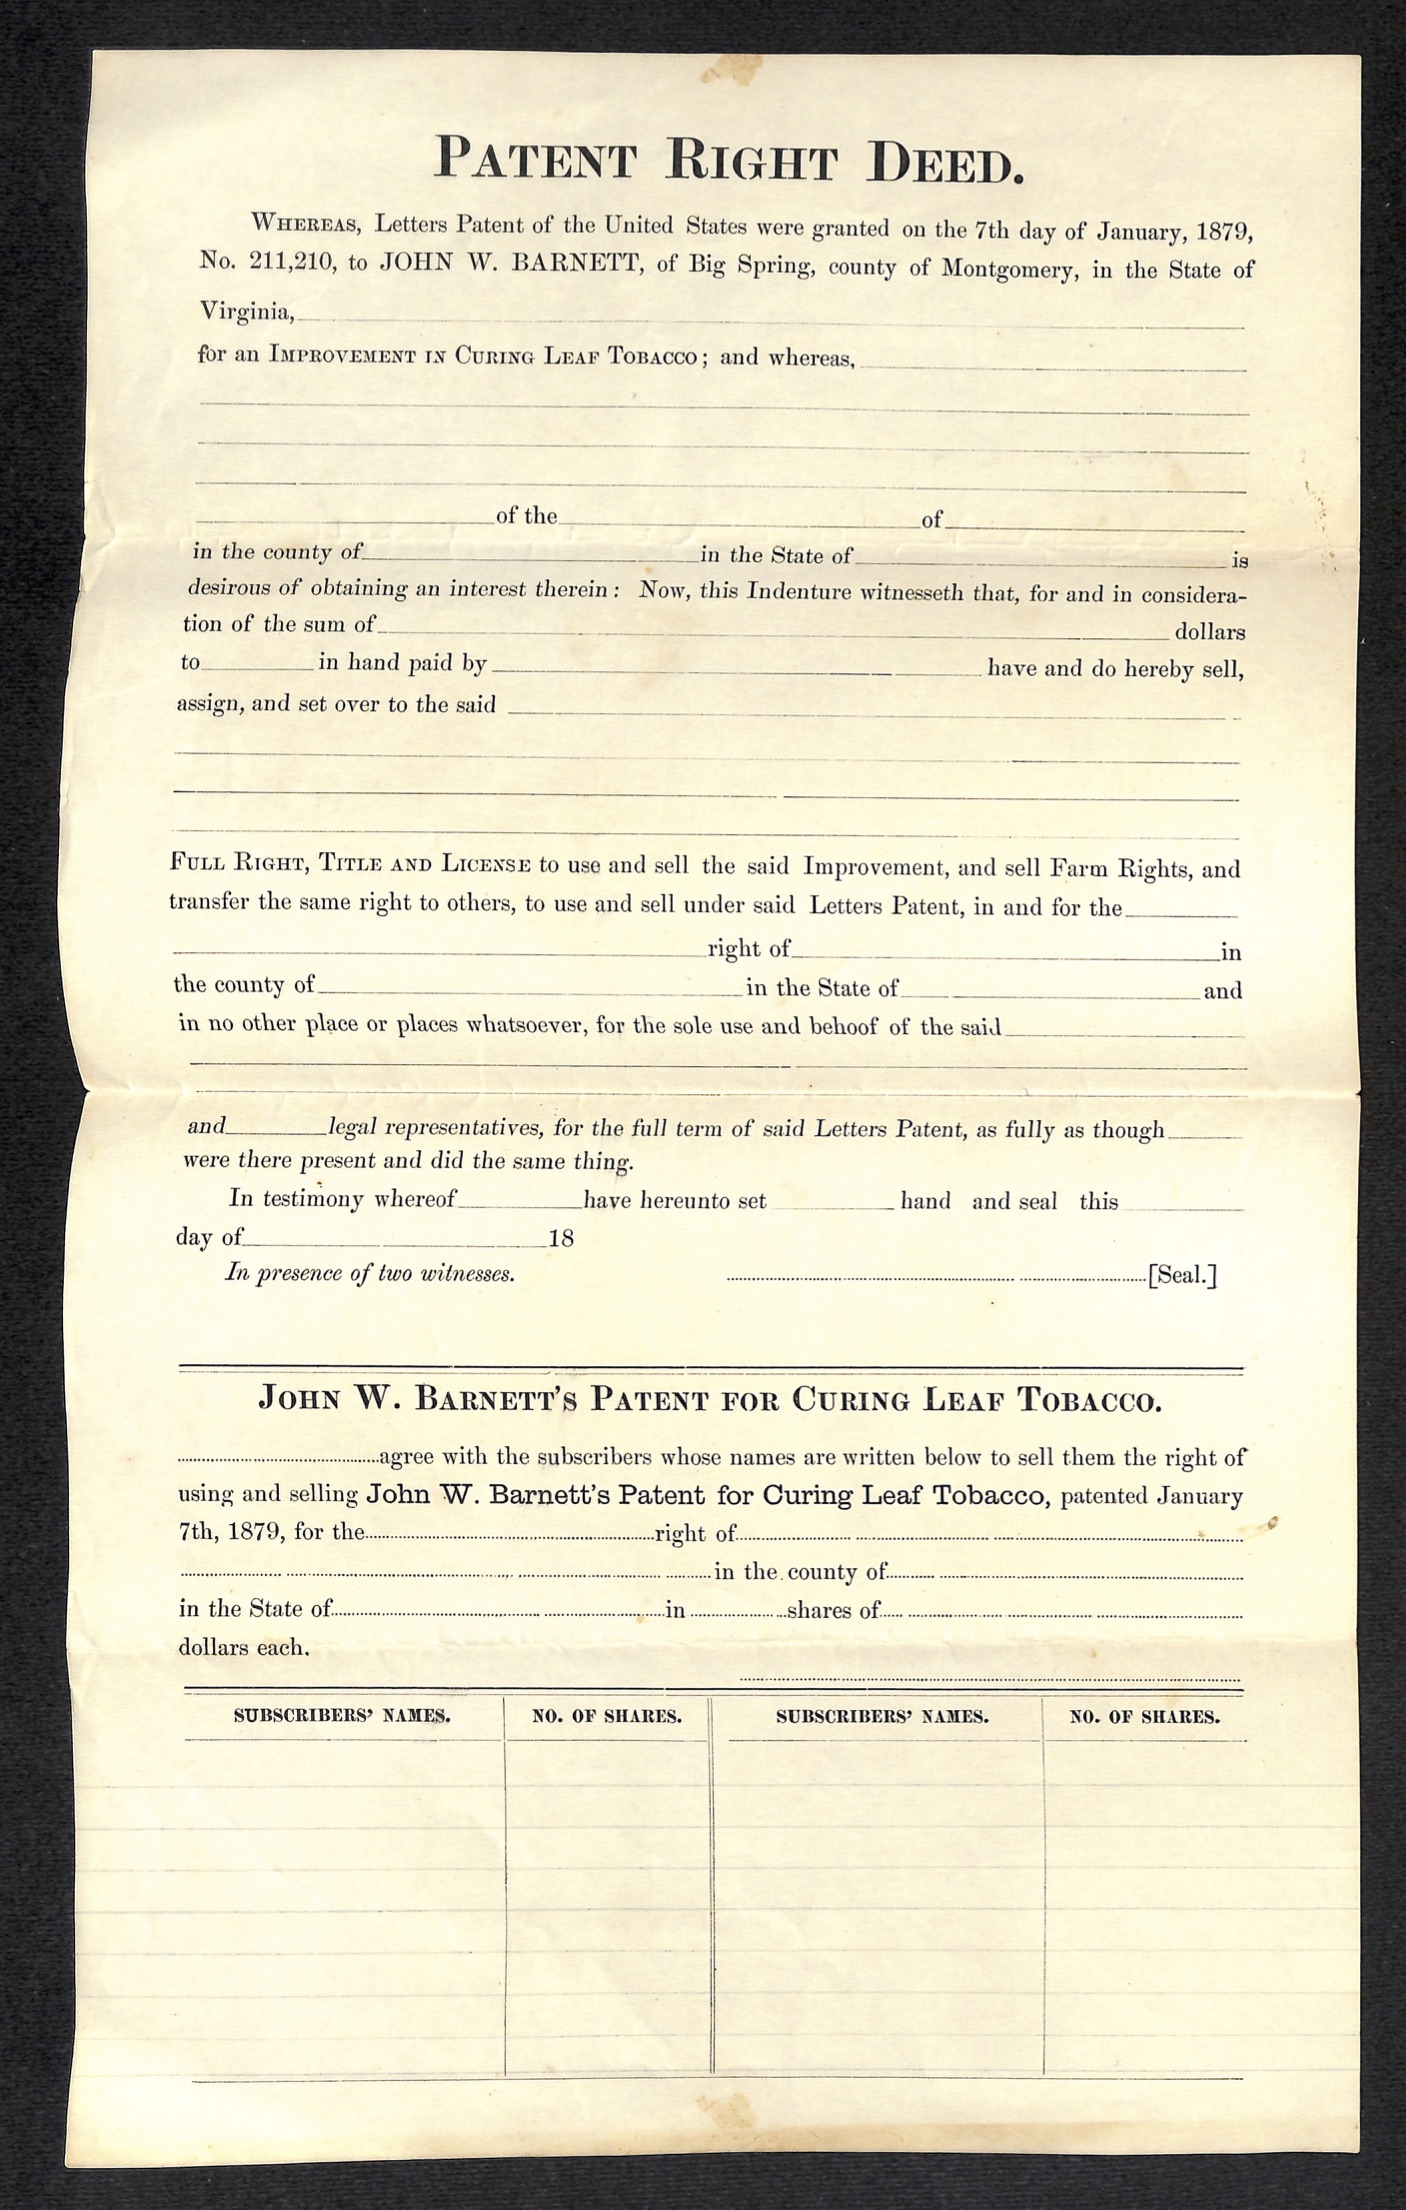 PATENT RIGHT DEED.
WHEREAS, Letters Patent of the United States were granted on the 7th day of January, 1879,
No. 211,210, to JOHN W. BARNETT, of Big Spring, county of Montgomery, in the State of
Virginia,
for an IMPROVEMENT IN CURING LEAF TOBACCO; and whereas,
of the of
in the county of in the State of is
desirous of obtaining an interest therein: Now, this Indenture witnesseth that, for and in considera-
tion of the sum of dollars
to in hand paid by have and do hereby sell,
assign, and set over to the said
FULL RIGHT, TITLE AND LICENSE to use and sell the said Improvement, and sell Farm Rights, and
transfer the same right to others, to use and sell under said Letters Patent, in and for the
right of in
the county of in the State of and
in no other place or places whatsoever, for the sole use and behoof of the said
and legal representatives, for the full term of said Letters Patent, as fully as though
were there present and did the same thing.
In testimony whereof have hereunto set hand and seal this
day of 18
In presence of two witnesses. [Seal.]
JOHN W. BARNETT'S PATENT FOR CURING LEAF TOBACCO.
agree with the subscribers whose names are written below to sell them the right of
using and selling John W. Barnett's Patent for Curing Leaf Tobacco, patented January
7th, 1879, for the right of
in the county of
in the State of in shares of
dollars each.
SUBSCRIBERS' NAMES. NO. OF SHARES. SUBSCRIBERS' NAMES. NO. OF SHARES.